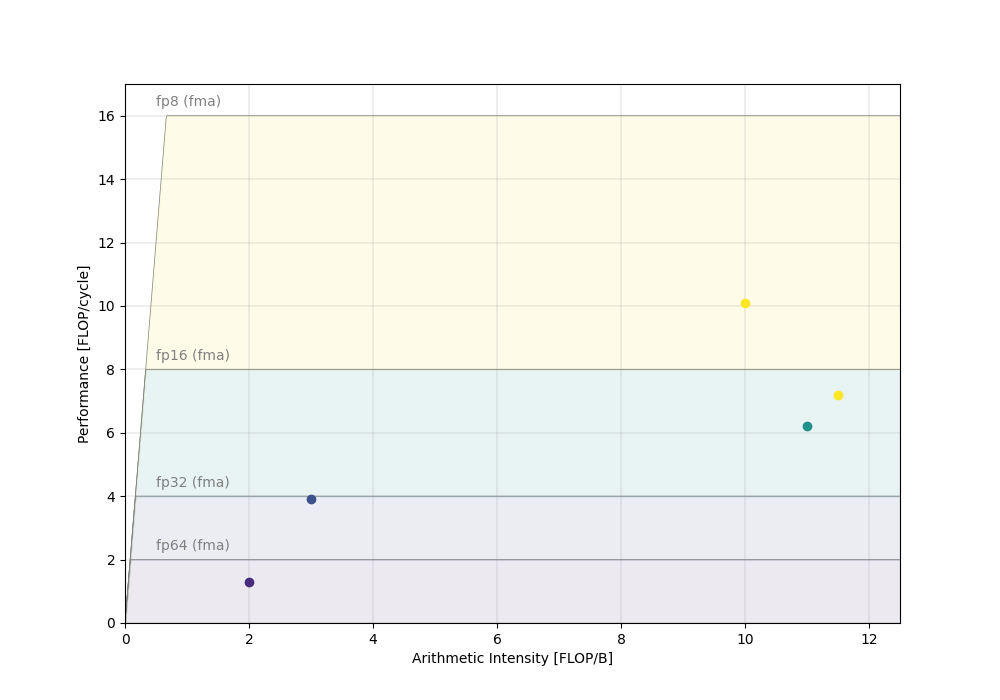 fp8 (fma)
16
14
12
10
fp16 (fma)
8
6
fp32 (fma)
4
fp64 (fma)
2
0
Performance [FLOP/cycle]
0 2 4 6 8 10 12
Arithmetic Intensity [FLOP/B]